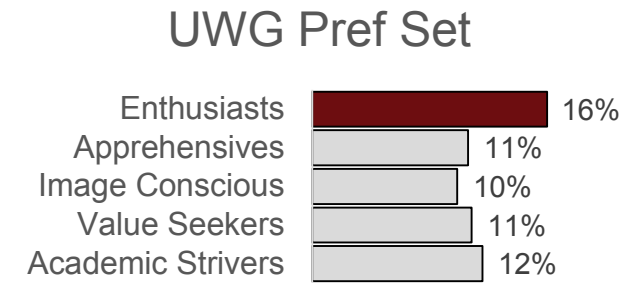 UWG Pref Set
Enthusiasts 16%
Apprehensives 11%
Image Conscious 10%
Value Seekers 11%
Academic Strivers 12%